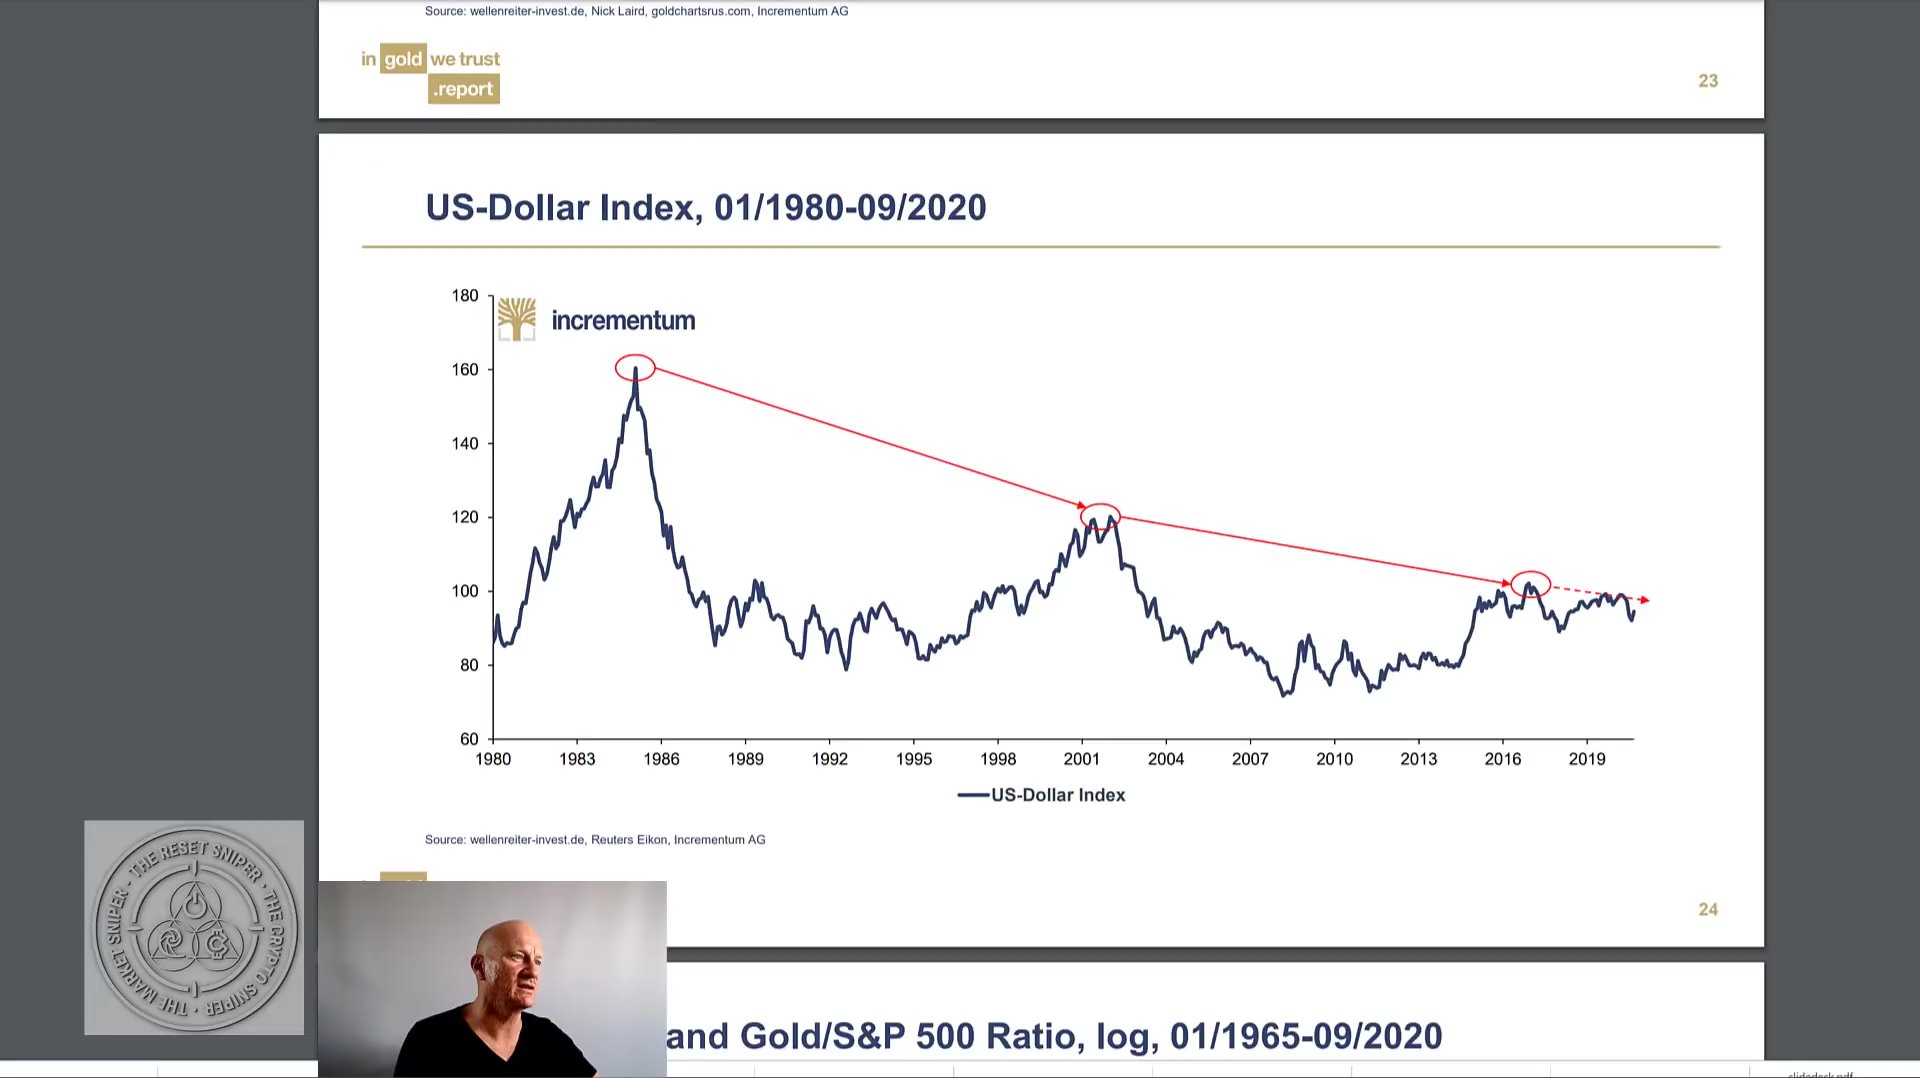 Source: wellenreiter-invest.de, Nick Laird, goldchartsrus.com, Incrementum AG
in gold we trust
.report
23
US-Dollar Index, 01/1980-09/2020
180
incrementum
160
140
120
100
80
60
1980 1983 1986 1989 1992 1995 1998 2001 2004 2007 2010 2013 2016 2019
US-Dollar Index
Source: wellenreiter-invest.de, Reuters Eikon, Incrementum AG
24
THE RESET SNIPER · THE CRYPTO SNIPER · THE MARKET SNIPER
and Gold/S&P 500 Ratio, log, 01/1965-09/2020